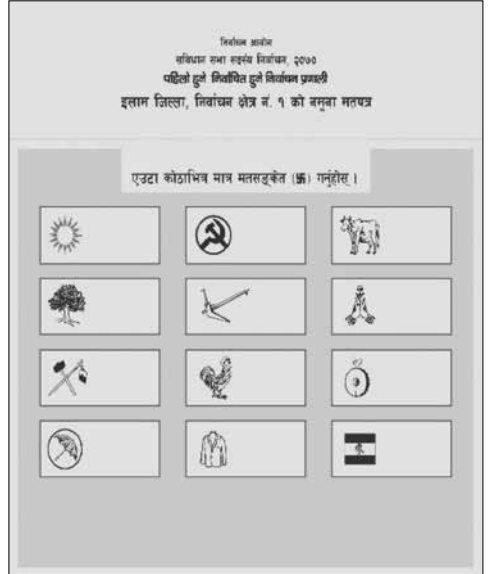 निर्वाचन आयोग
संविधान सभा सदस्य निर्वाचन, २०७०
पहिलो हुने निर्वाचित हुने निर्वाचन प्रणाली
इलाम जिल्ला, निर्वाचन क्षेत्र नं. १ को नमूना मतपत्र
एउटा कोठाभित्र मात्र मतसङ्केत (卐) गर्नुहोस् ।